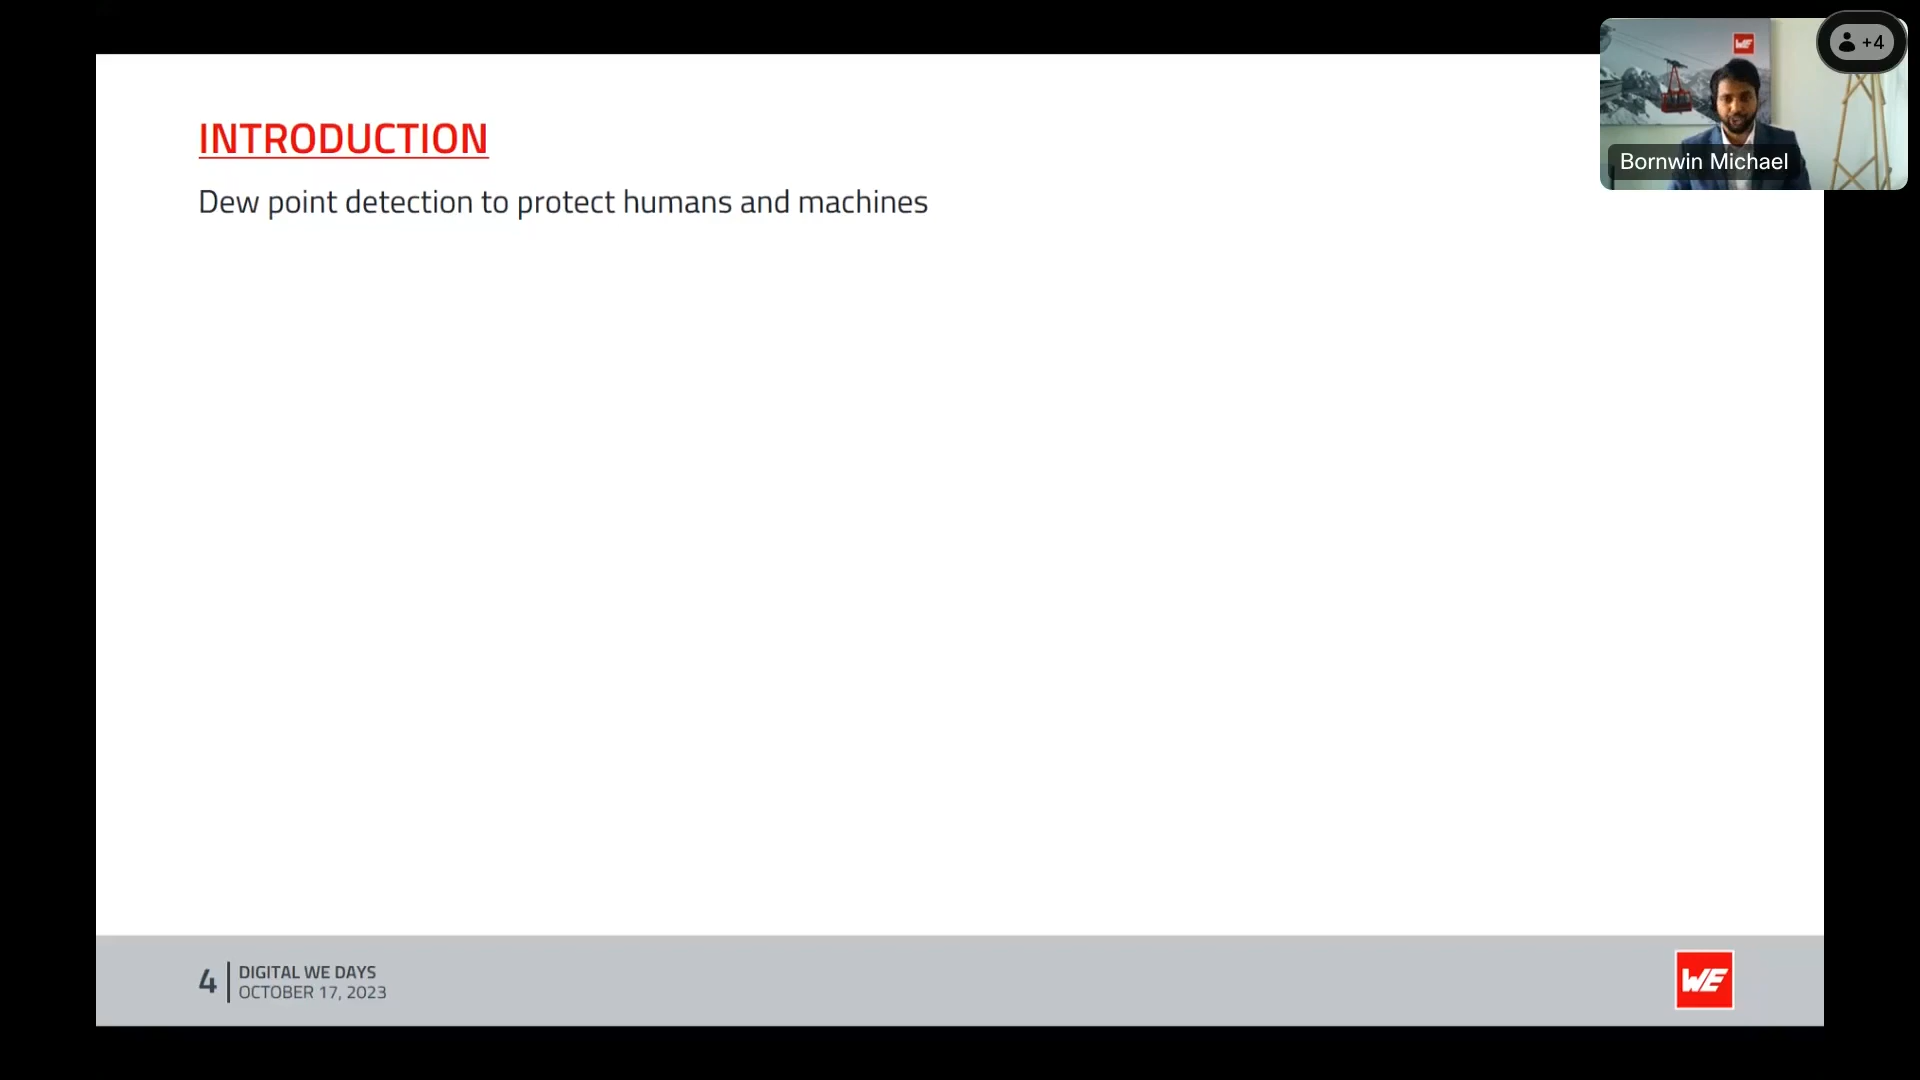 INTRODUCTION
Dew point detection to protect humans and machines
+4
WE
Bornwin Michael
4
DIGITAL WE DAYS
OCTOBER 17, 2023
WE